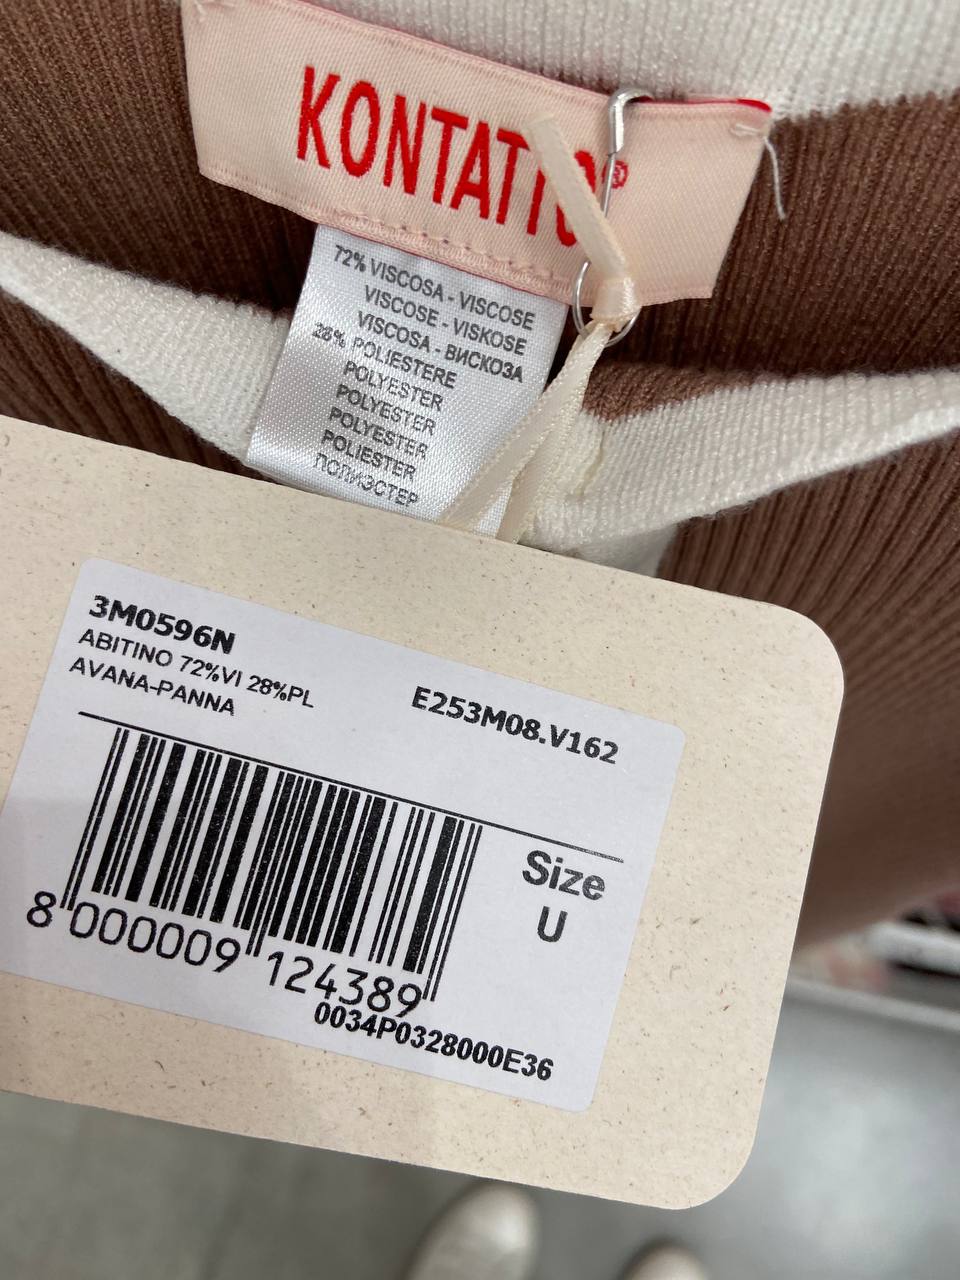 KONTATTO®
72% VISCOSA - VISCOSE
VISCOSE - VISKOSE
VISCOSA - ВИСКОЗА
28% POLIESTERE
POLYESTER
POLYESTER
POLYESTER
POLIESTER
ПОЛИЭСТЕР
3M0596N
ABITINO 72%VI 28%PL
AVANA-PANNA
E253M08.V162
Size
U
8 000009 124389
0034P0328000E36